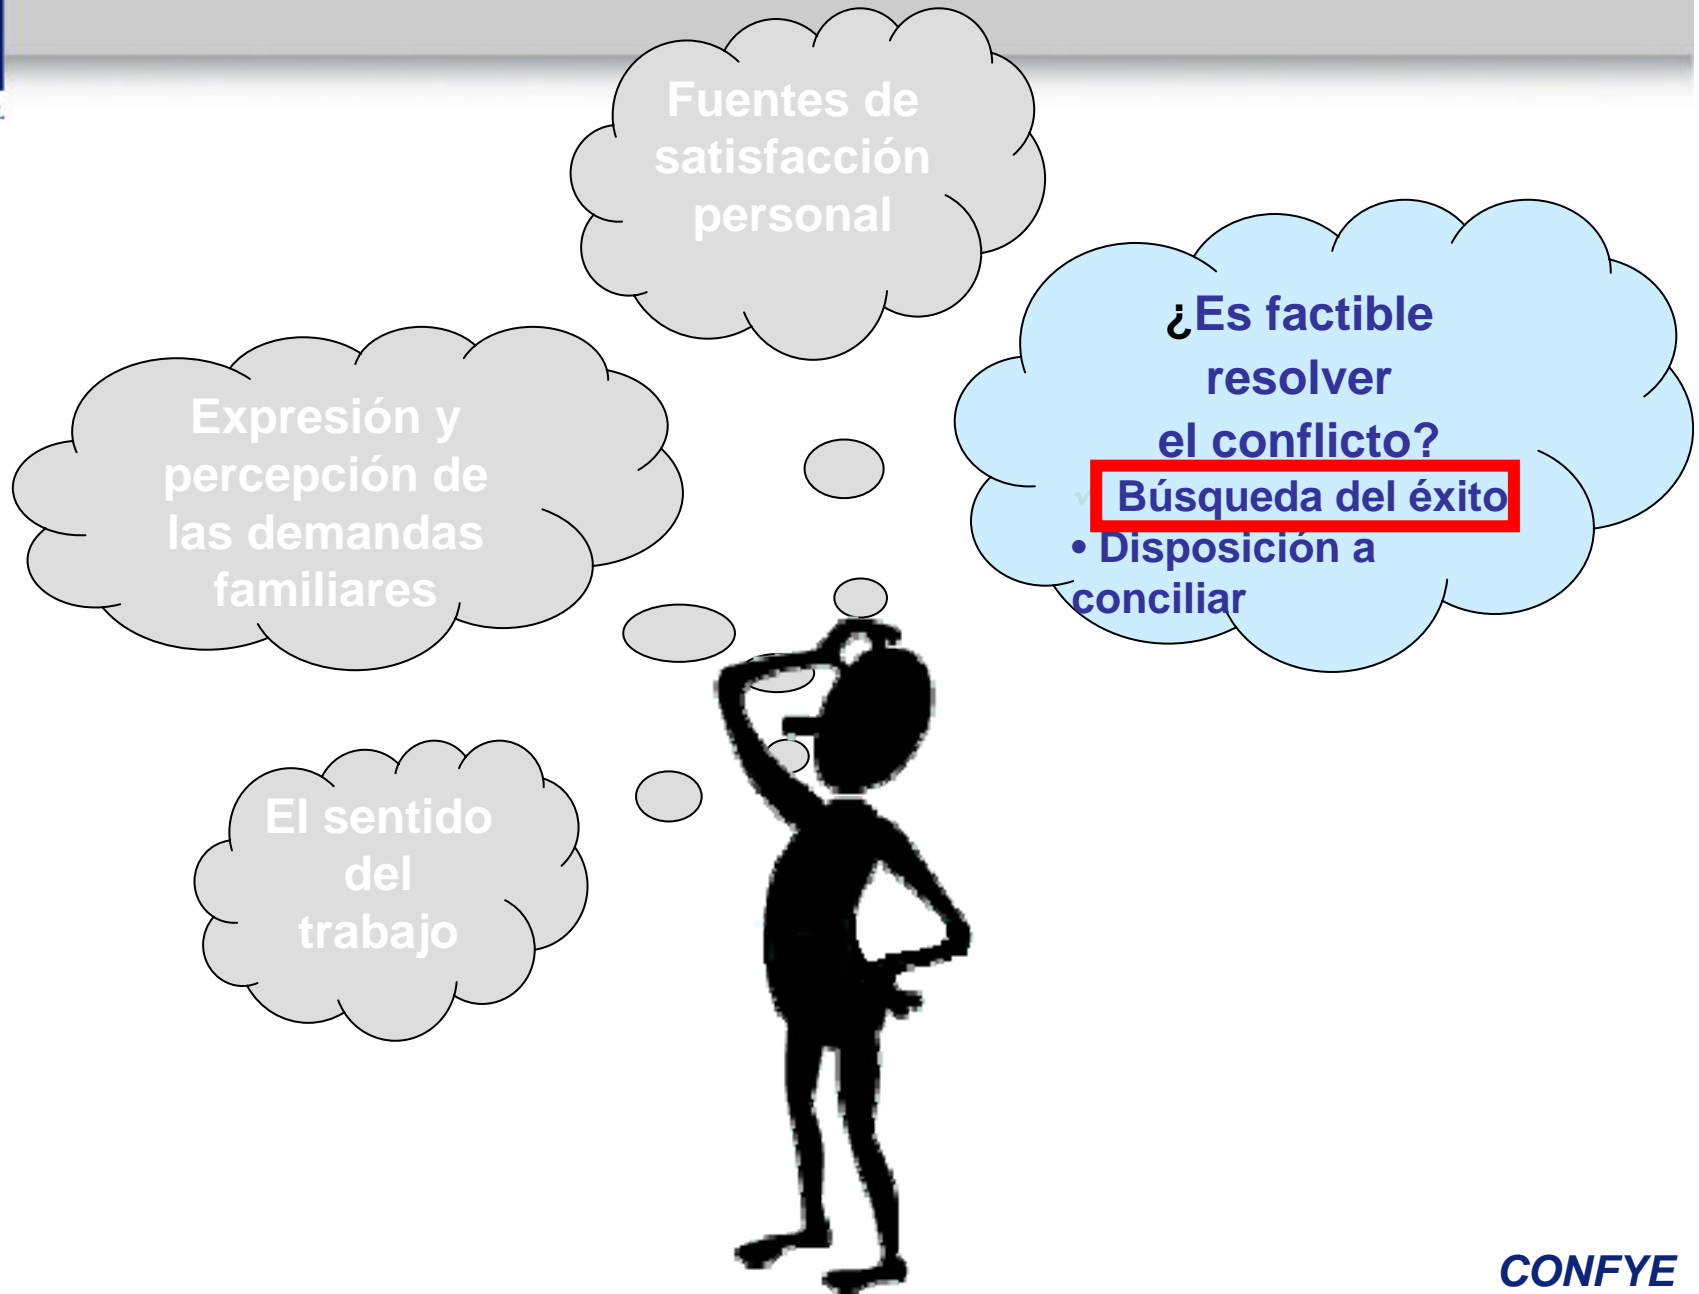 Fuentes de
satisfacción
personal
¿Es factible
resolver
el conflicto?
✓ Búsqueda del éxito
• Disposición a
conciliar
Expresión y
percepción de
las demandas
familiares
El sentido
del
trabajo
CONFYE